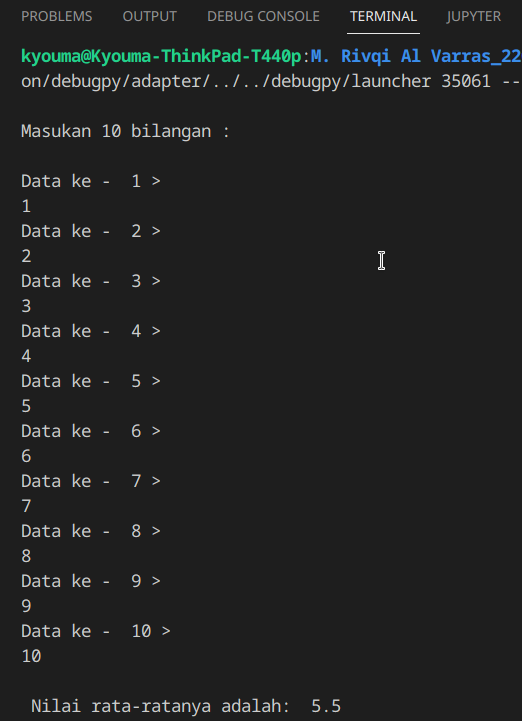 PROBLEMS OUTPUT DEBUG CONSOLE TERMINAL JUPYTER
kyouma@Kyouma-ThinkPad-T440p:M. Rivqi Al Varras_22
on/debugpy/adapter/../../debugpy/launcher 35061 --
Masukan 10 bilangan :
Data ke -  1 >
1
Data ke -  2 >
2
Data ke -  3 >
3
Data ke -  4 >
4
Data ke -  5 >
5
Data ke -  6 >
6
Data ke -  7 >
7
Data ke -  8 >
8
Data ke -  9 >
9
Data ke -  10 >
10
Nilai rata-ratanya adalah:  5.5